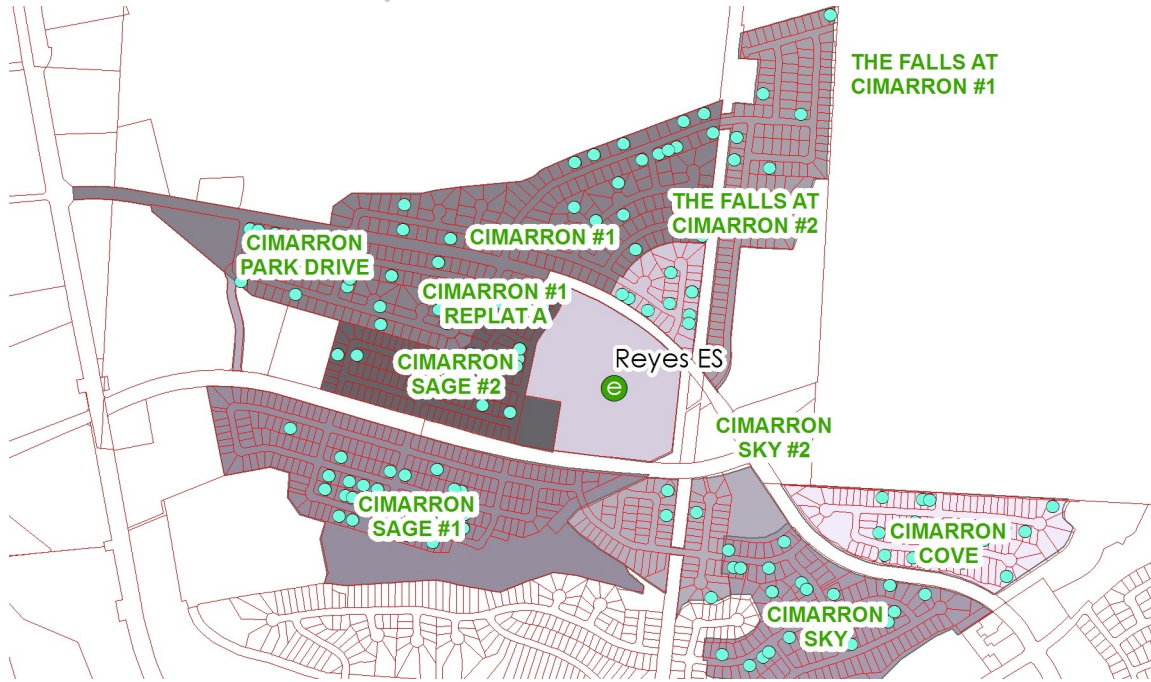 THE FALLS AT
CIMARRON #1
THE FALLS AT
CIMARRON #2
CIMARRON #1
CIMARRON
PARK DRIVE
CIMARRON #1
REPLAT A
Reyes ES
e
CIMARRON
SAGE #2
CIMARRON
SKY #2
CIMARRON
SAGE #1
CIMARRON
COVE
CIMARRON
SKY